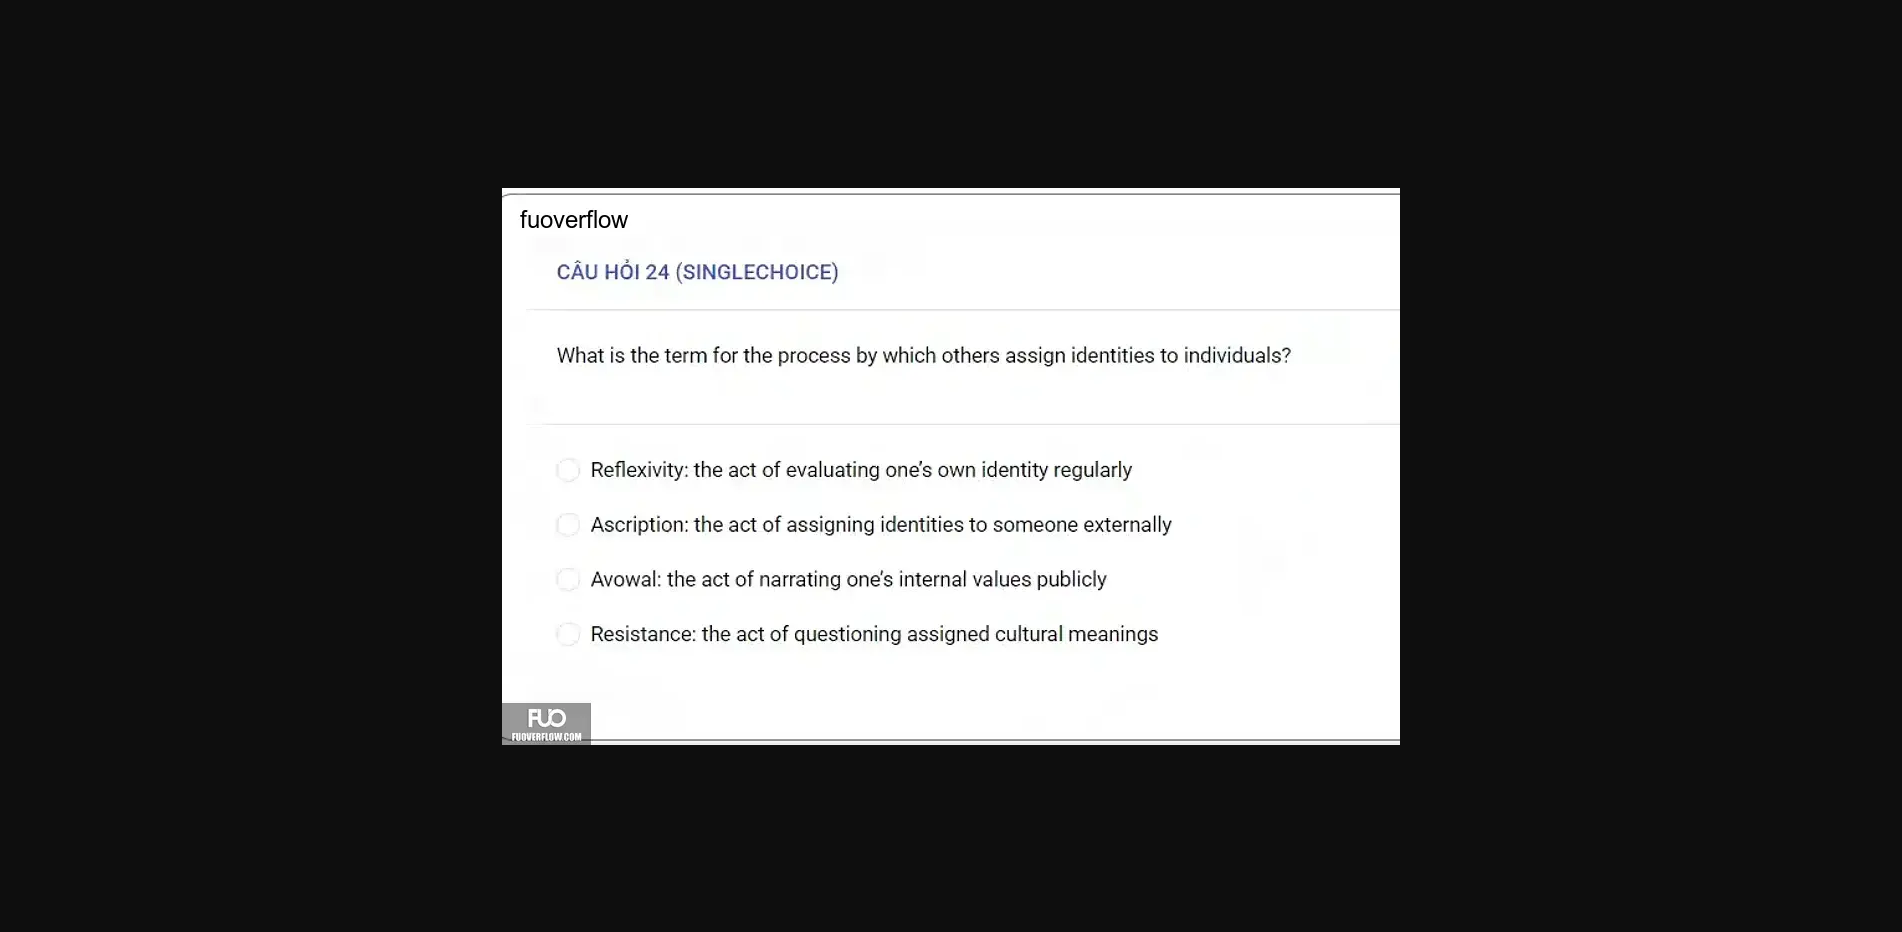 fuoverflow
CÂU HỎI 24 (SINGLECHOICE)
What is the term for the process by which others assign identities to individuals?
Reflexivity: the act of evaluating one’s own identity regularly
Ascription: the act of assigning identities to someone externally
Avowal: the act of narrating one’s internal values publicly
Resistance: the act of questioning assigned cultural meanings
FUO
FUOVERFLOW.COM